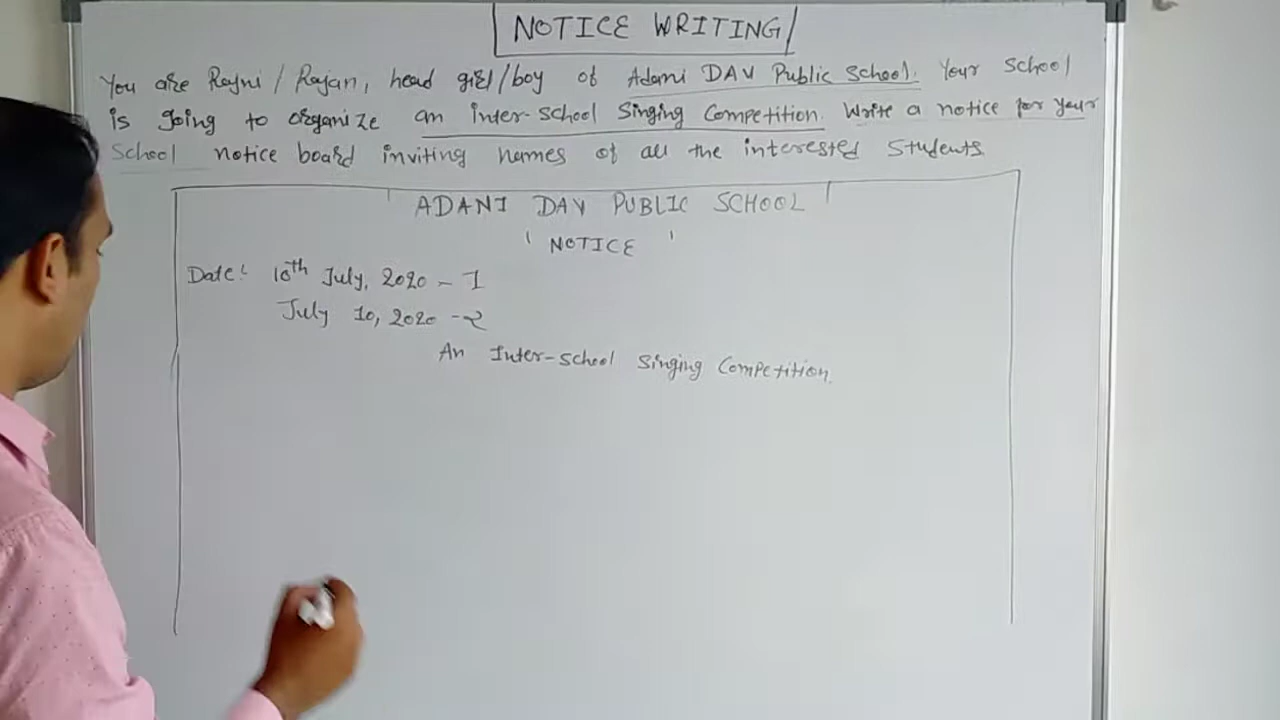 NOTICE WRITING
You are Rajni / Rajan, head girl/boy of Adani DAV Public School. Your School
is going to organize an inter-school Singing Competition. Write a notice for your
School notice board inviting names of all the interested Students.
ADANI DAV PUBLIC SCHOOL
' NOTICE '
Date: 10th July, 2020 - 1
July 10, 2020 - 2
An Inter-School Singing Competition.